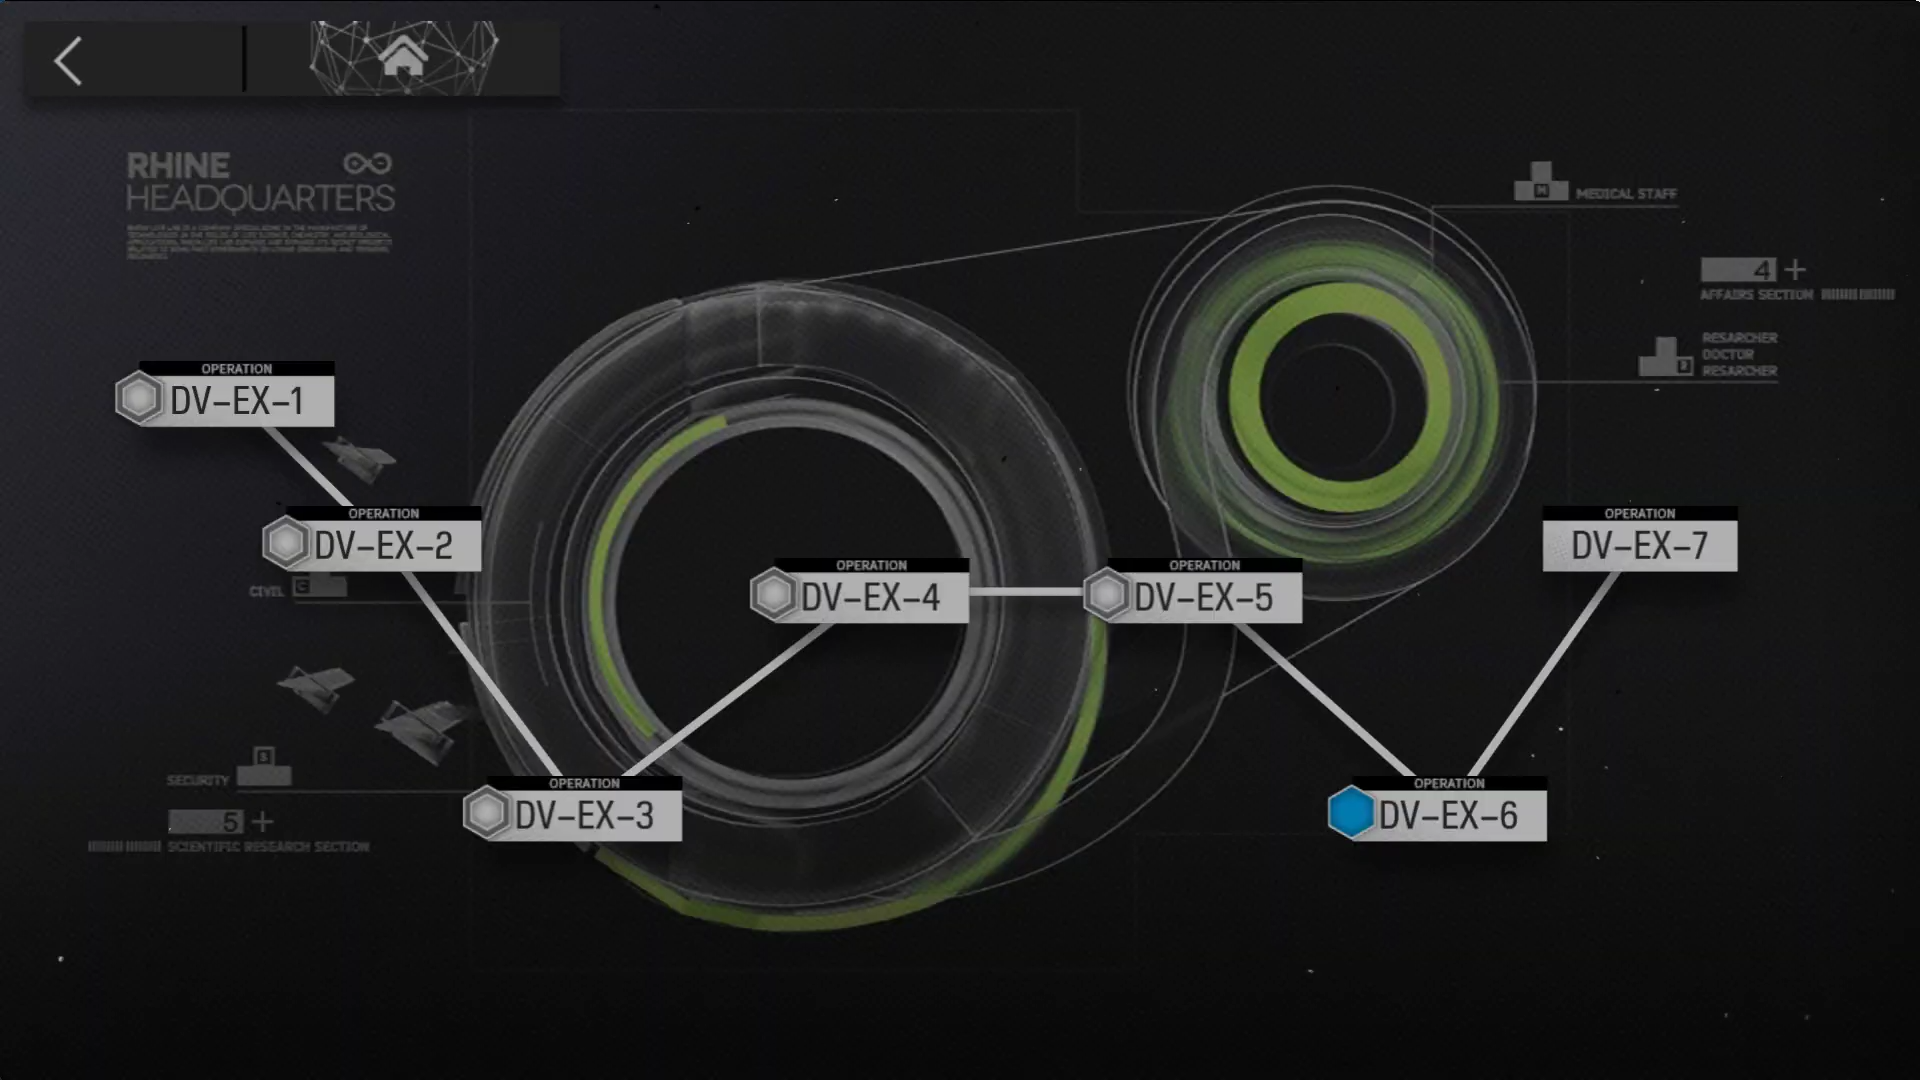 RHINE
HEADQUARTERS
MEDICAL STAFF
M
4
AFFAIRS SECTION
RESARCHER
DOCTOR
RESARCHER
OPERATION
DV-EX-1
OPERATION
DV-EX-2
OPERATION
DV-EX-7
OPERATION
DV-EX-4
OPERATION
DV-EX-5
CIVIL
C
S
SECURITY
OPERATION
DV-EX-3
OPERATION
DV-EX-6
5
SCIENTIFIC RESEARCH SECTION